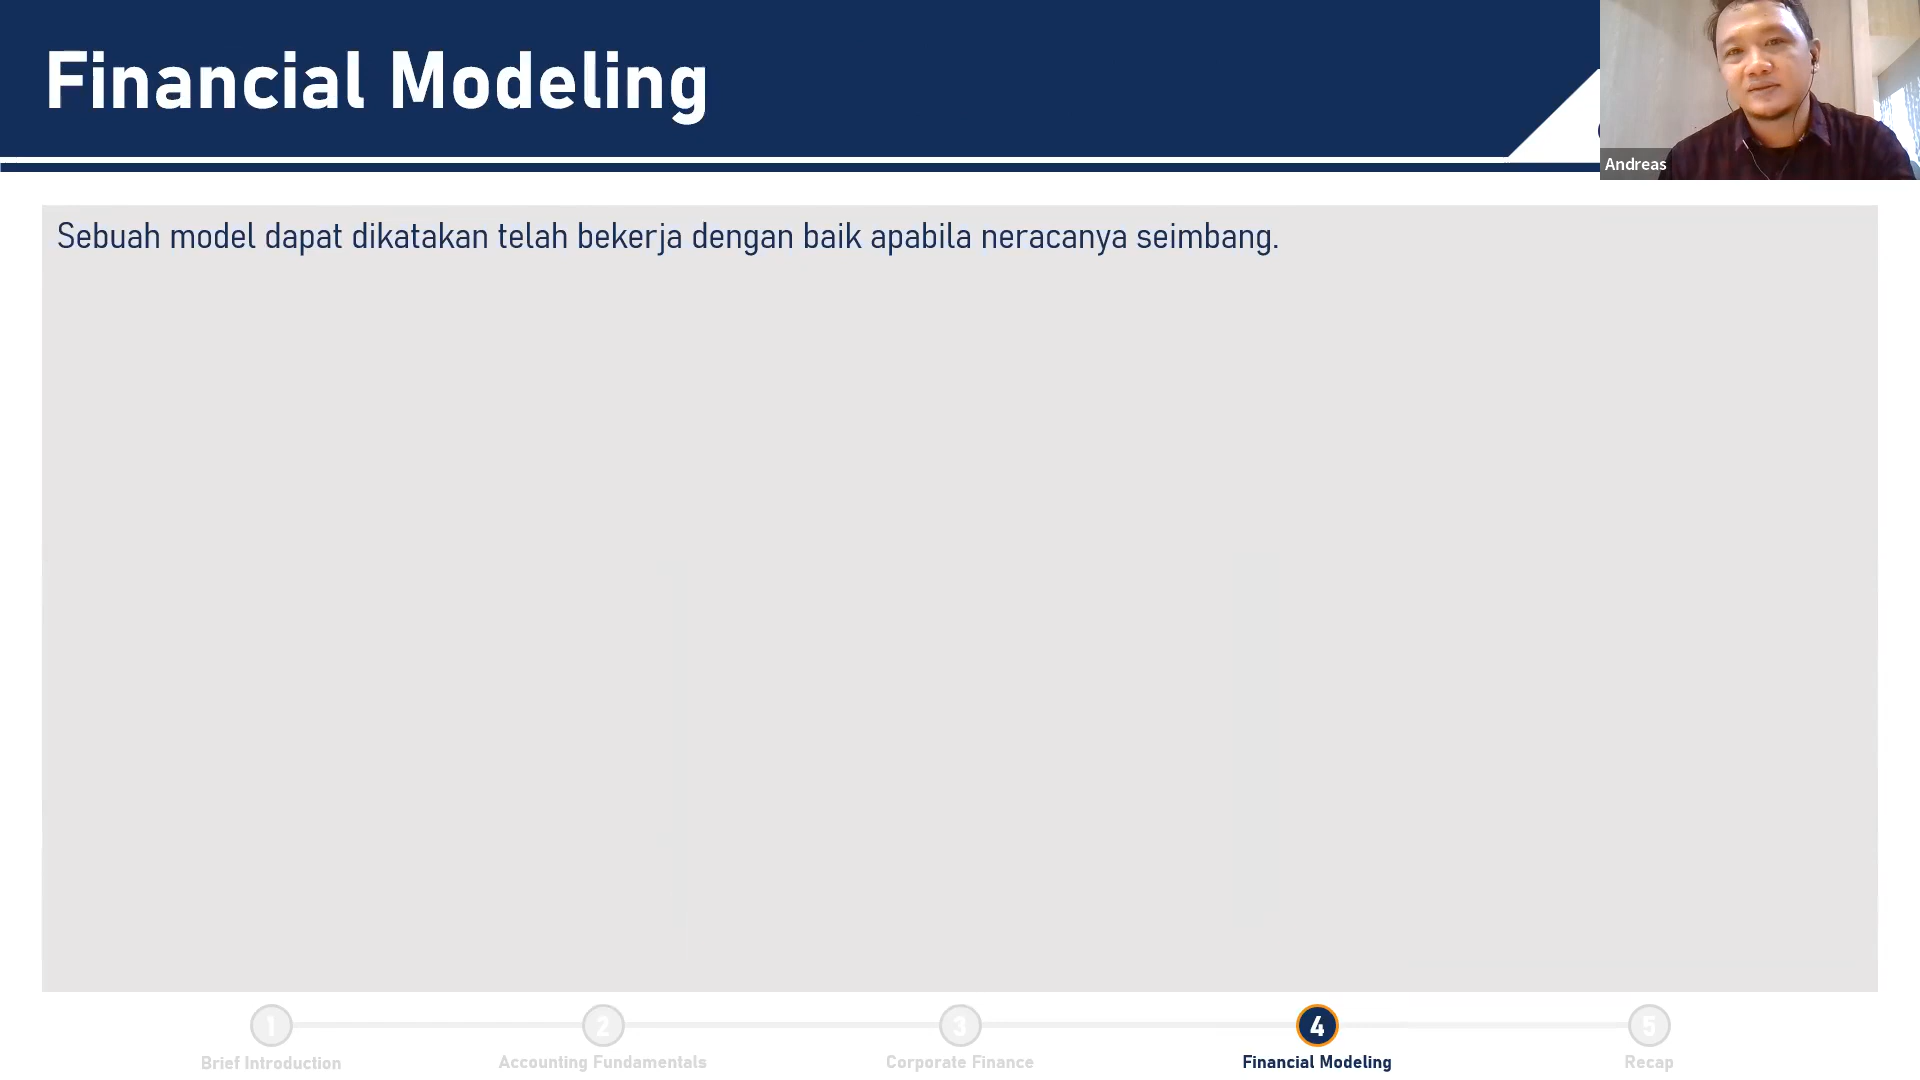 Financial Modeling
Andreas
Sebuah model dapat dikatakan telah bekerja dengan baik apabila neracanya seimbang.
1
2
3
4
5
Brief Introduction
Accounting Fundamentals
Corporate Finance
Financial Modeling
Recap